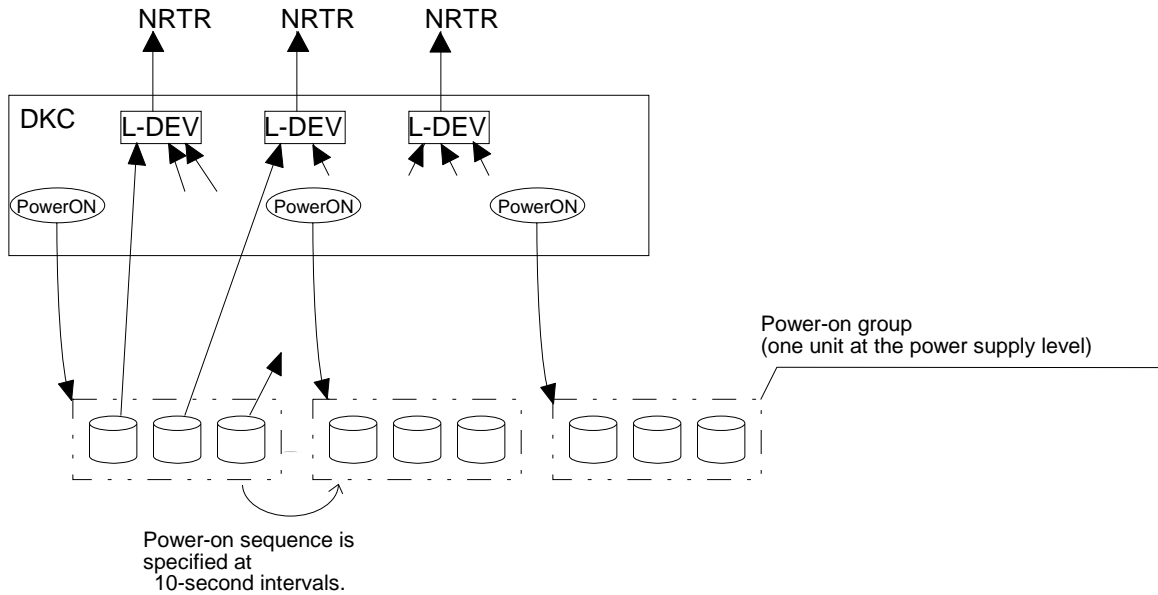 NRTR NRTR NRTR
DKC
L-DEV L-DEV L-DEV
PowerON PowerON PowerON
Power-on group
(one unit at the power supply level)
Power-on sequence is
specified at
10-second intervals.